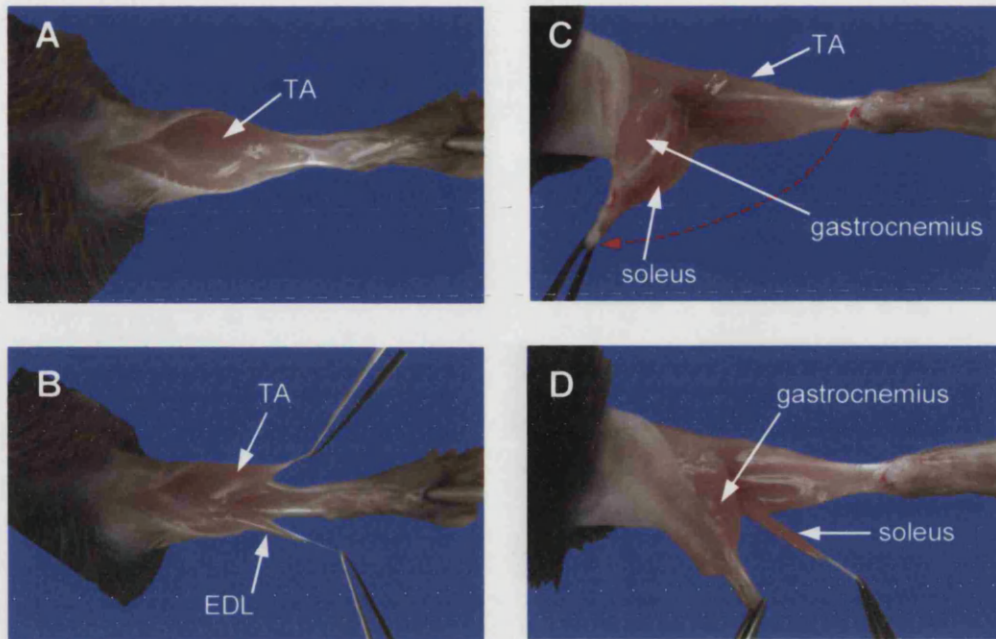 A
TA
B
TA
EDL
C
TA
gastrocnemius
soleus
D
gastrocnemius
soleus